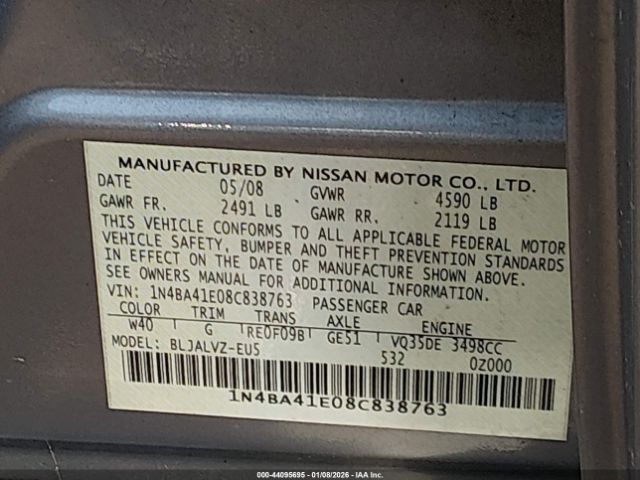 MANUFACTURED BY NISSAN MOTOR CO., LTD.
DATE 05/08 GVWR 4590 LB
GAWR FR. 2491 LB GAWR RR. 2119 LB
THIS VEHICLE CONFORMS TO ALL APPLICABLE FEDERAL MOTOR
VEHICLE SAFETY, BUMPER AND THEFT PREVENTION STANDARDS
IN EFFECT ON THE DATE OF MANUFACTURE SHOWN ABOVE.
SEE OWNERS MANUAL FOR ADDITIONAL INFORMATION.
VIN: 1N4BA41E08C838763 PASSENGER CAR
COLOR TRIM TRANS AXLE ENGINE
W40 G RE0F09B GE51 VQ35DE 3498CC
MODEL: BLJALVZ-EU5 532 0Z000
1N4BA41E08C838763
000-44095695 - 01/08/2026 - Copyright © 2026 - IAA, Inc.